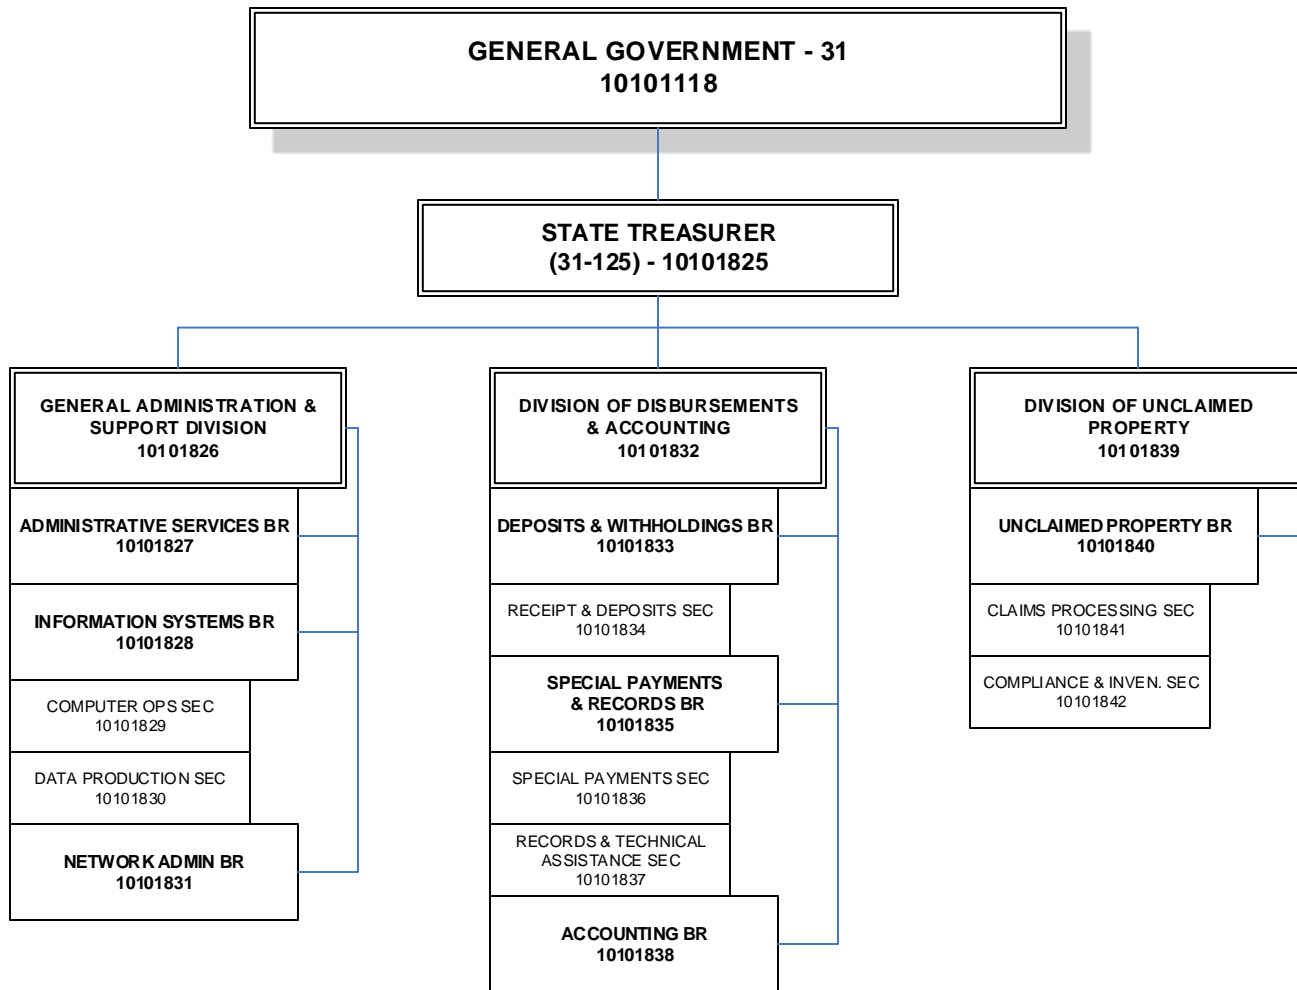 GENERAL GOVERNMENT - 31
10101118
STATE TREASURER
(31-125) - 10101825
GENERAL ADMINISTRATION &
SUPPORT DIVISION
10101826
ADMINISTRATIVE SERVICES BR
10101827
INFORMATION SYSTEMS BR
10101828
COMPUTER OPS SEC
10101829
DATA PRODUCTION SEC
10101830
NETWORK ADMIN BR
10101831
DIVISION OF DISBURSEMENTS
& ACCOUNTING
10101832
DEPOSITS & WITHHOLDINGS BR
10101833
RECEIPT & DEPOSITS SEC
10101834
SPECIAL PAYMENTS
& RECORDS BR
10101835
SPECIAL PAYMENTS SEC
10101836
RECORDS & TECHNICAL
ASSISTANCE SEC
10101837
ACCOUNTING BR
10101838
DIVISION OF UNCLAIMED
PROPERTY
10101839
UNCLAIMED PROPERTY BR
10101840
CLAIMS PROCESSING SEC
10101841
COMPLIANCE & INVEN. SEC
10101842